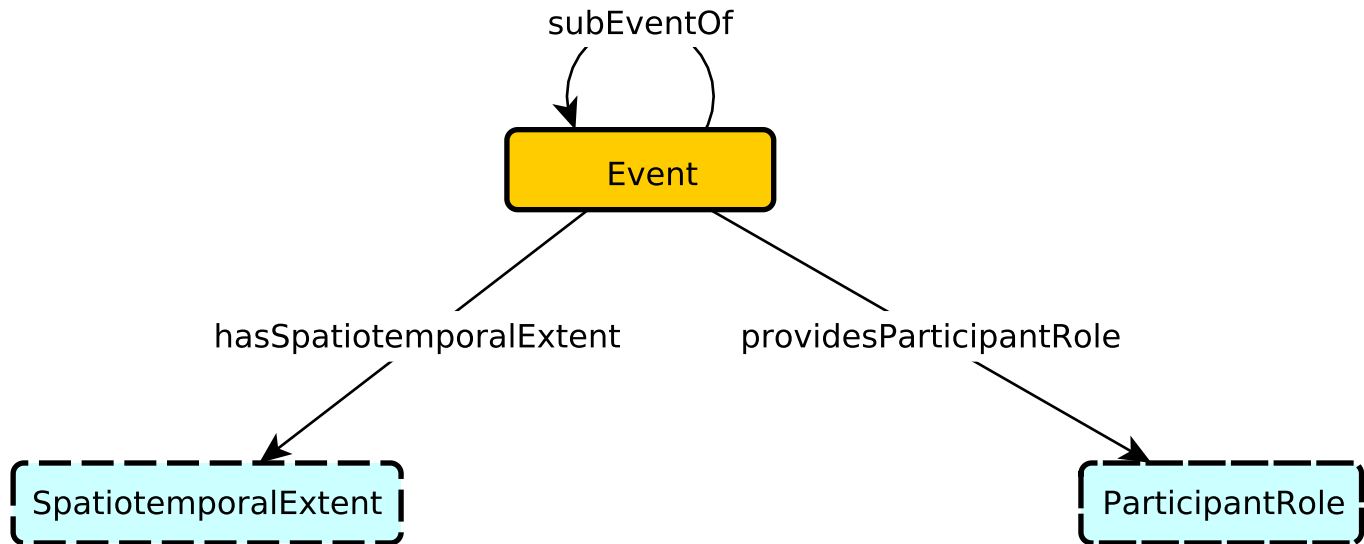 subEventOf
Event
hasSpatiotemporalExtent
providesParticipantRole
SpatiotemporalExtent
ParticipantRole